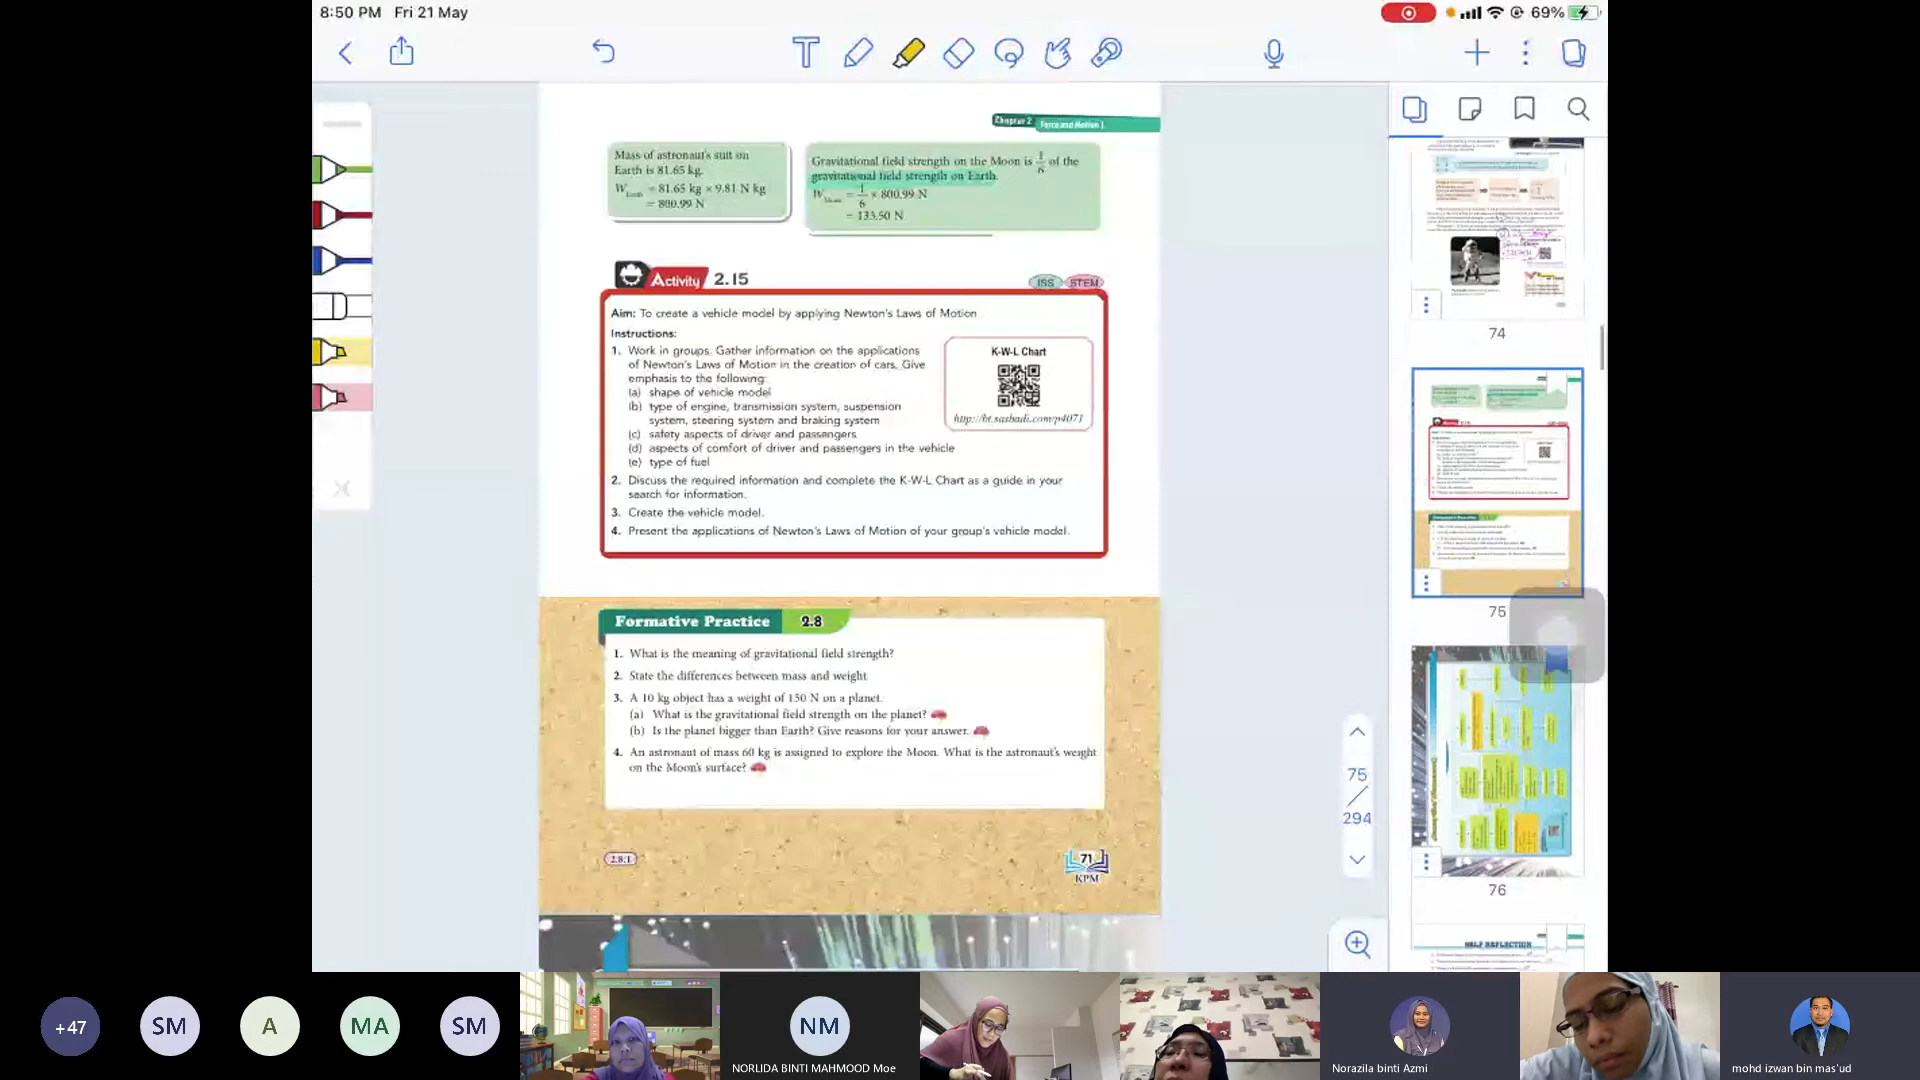 8:50 PM Fri 21 May
69%
Chapter 2 Force and Motion I
Mass of astronaut's suit on
Earth is 81.65 kg.
W Earth = 81.65 kg × 9.81 N kg
= 800.99 N
Gravitational field strength on the Moon is 1/6 of the
gravitational field strength on Earth.
W Moon = 1/6 × 800.99 N
= 133.50 N
Activity 2.15
ISS STEM
Aim: To create a vehicle model by applying Newton's Laws of Motion
Instructions:
1. Work in groups. Gather information on the applications
of Newton's Laws of Motion in the creation of cars. Give
emphasis to the following:
(a) shape of vehicle model
(b) type of engine, transmission system, suspension
system, steering system and braking system
(c) safety aspects of driver and passengers
(d) aspects of comfort of driver and passengers in the vehicle
(e) type of fuel
K-W-L Chart
http://bt.sasbadi.com/p4071
2. Discuss the required information and complete the K-W-L Chart as a guide in your
search for information.
3. Create the vehicle model.
4. Present the applications of Newton's Laws of Motion of your group's vehicle model.
Formative Practice 2.8
1. What is the meaning of gravitational field strength?
2. State the differences between mass and weight.
3. A 10 kg object has a weight of 150 N on a planet.
(a) What is the gravitational field strength on the planet?
(b) Is the planet bigger than Earth? Give reasons for your answer.
4. An astronaut of mass 60 kg is assigned to explore the Moon. What is the astronaut's weight
on the Moon's surface?
2.8.1
71
KPM
75
294
74
75
76
SELF REFLECTION
+47
SM
A
MA
SM
NM
NORLIDA BINTI MAHMOOD Moe
Norazila binti Azmi
mohd izwan bin mas'ud